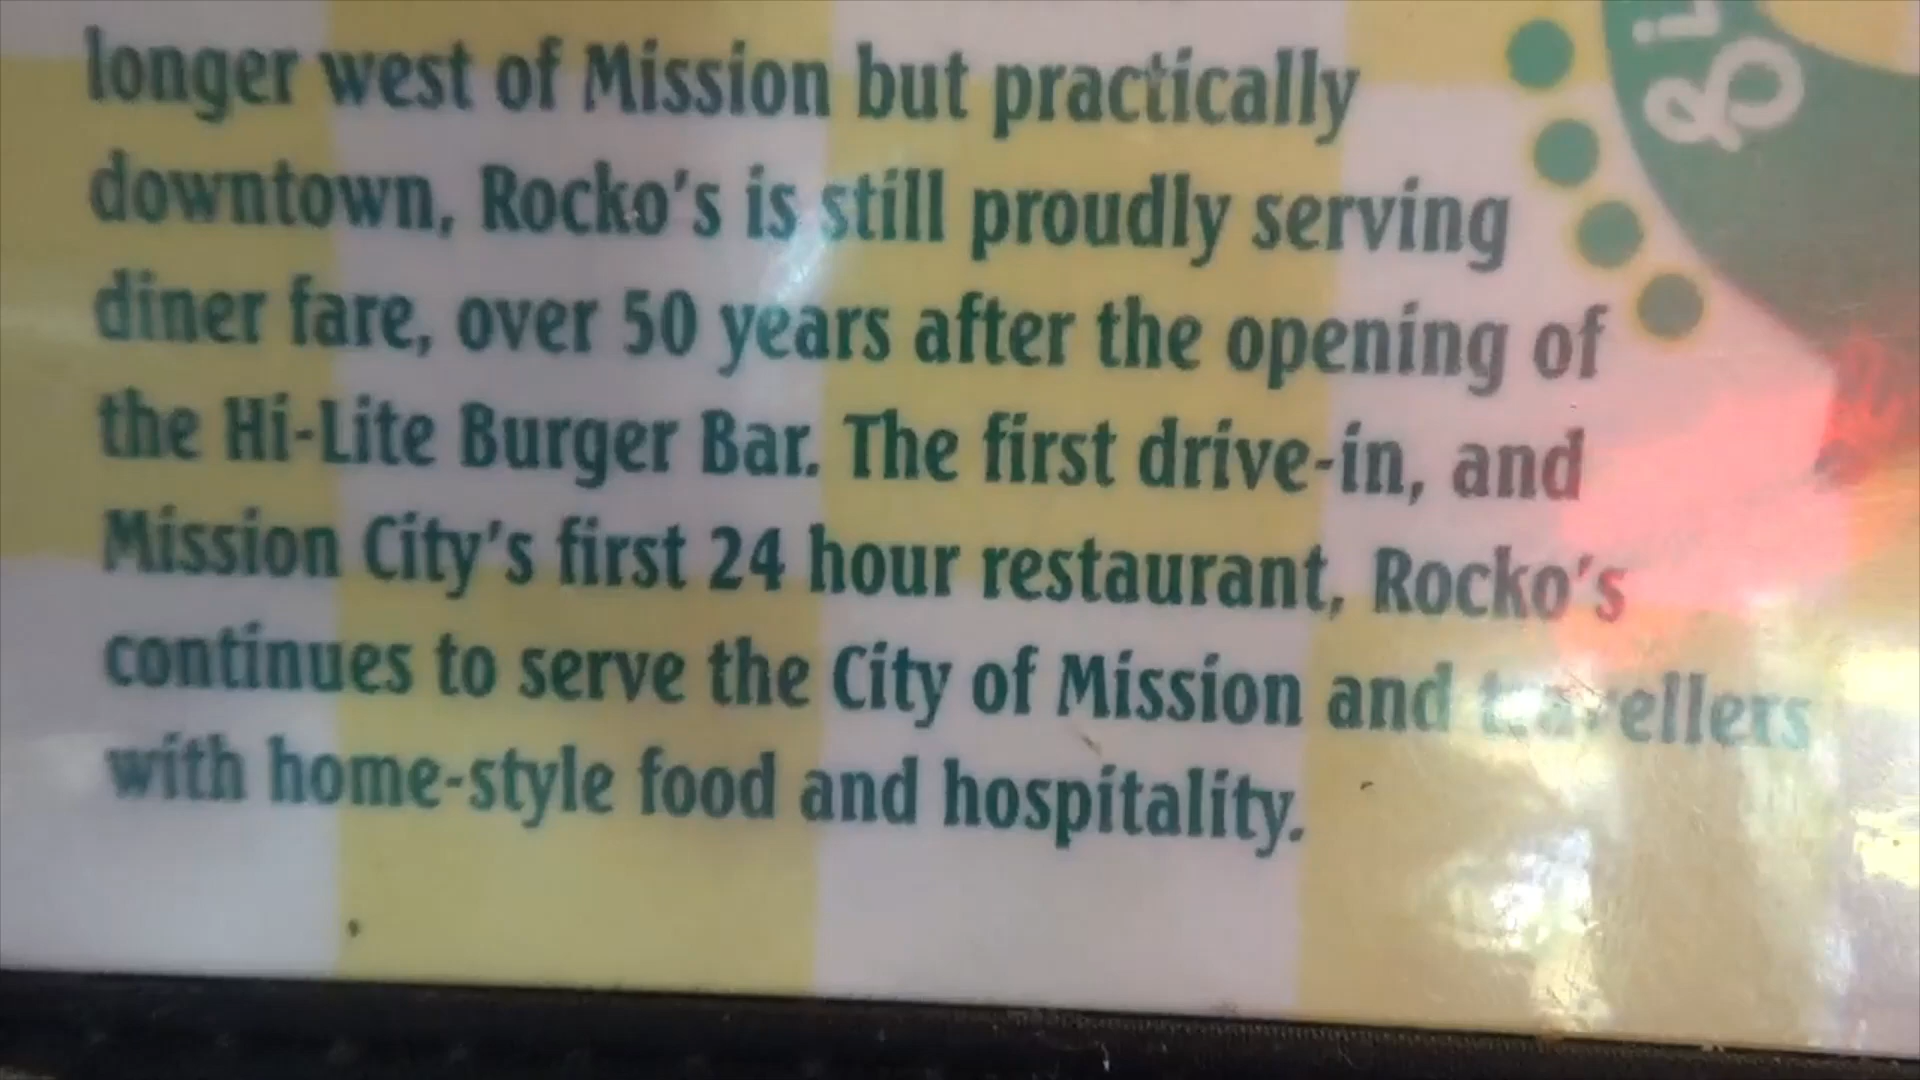 longer west of Mission but practically
downtown, Rocko's is still proudly serving
diner fare, over 50 years after the opening of
the Hi-Lite Burger Bar. The first drive-in, and
Mission City's first 24 hour restaurant, Rocko's
continues to serve the City of Mission and travellers
with home-style food and hospitality.